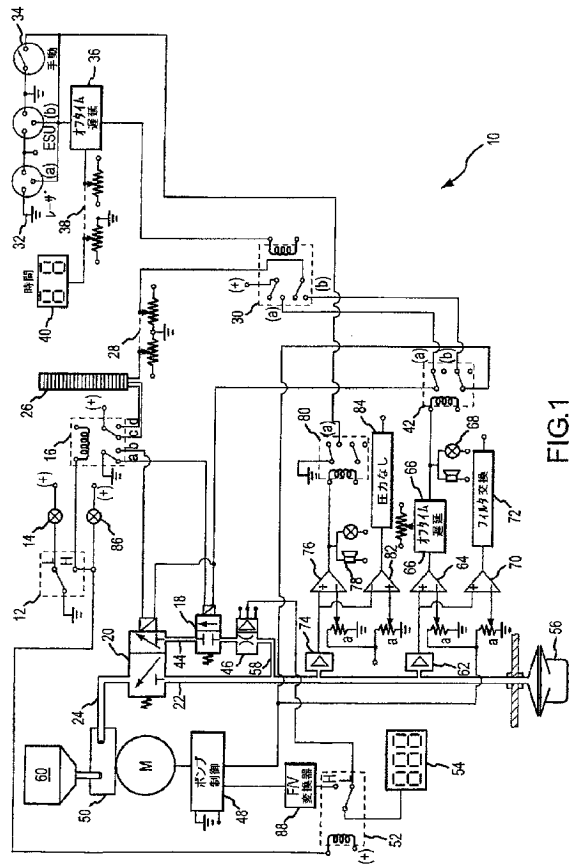 34
手動
36
オフタイム
遅延
(b)
ESU
(a)
レーザ
32
38
時間
40
10
30
(+)
(a)
(b)
28
26
16
(+)
a b c d
14
(+)
86
(+)
12
L
H
18
20
44
46
58
24
22
60
50
M
ポンプ
制御
48
F/V
変換器
88
H
L
52
(+)
54
56
80
(a)
84
圧力なし
76
78
82
74
a
a
42
(a)
(b)
68
66
オフタイム
遅延
66
64
フィルタ交換
72
70
62
a
a
FIG.1